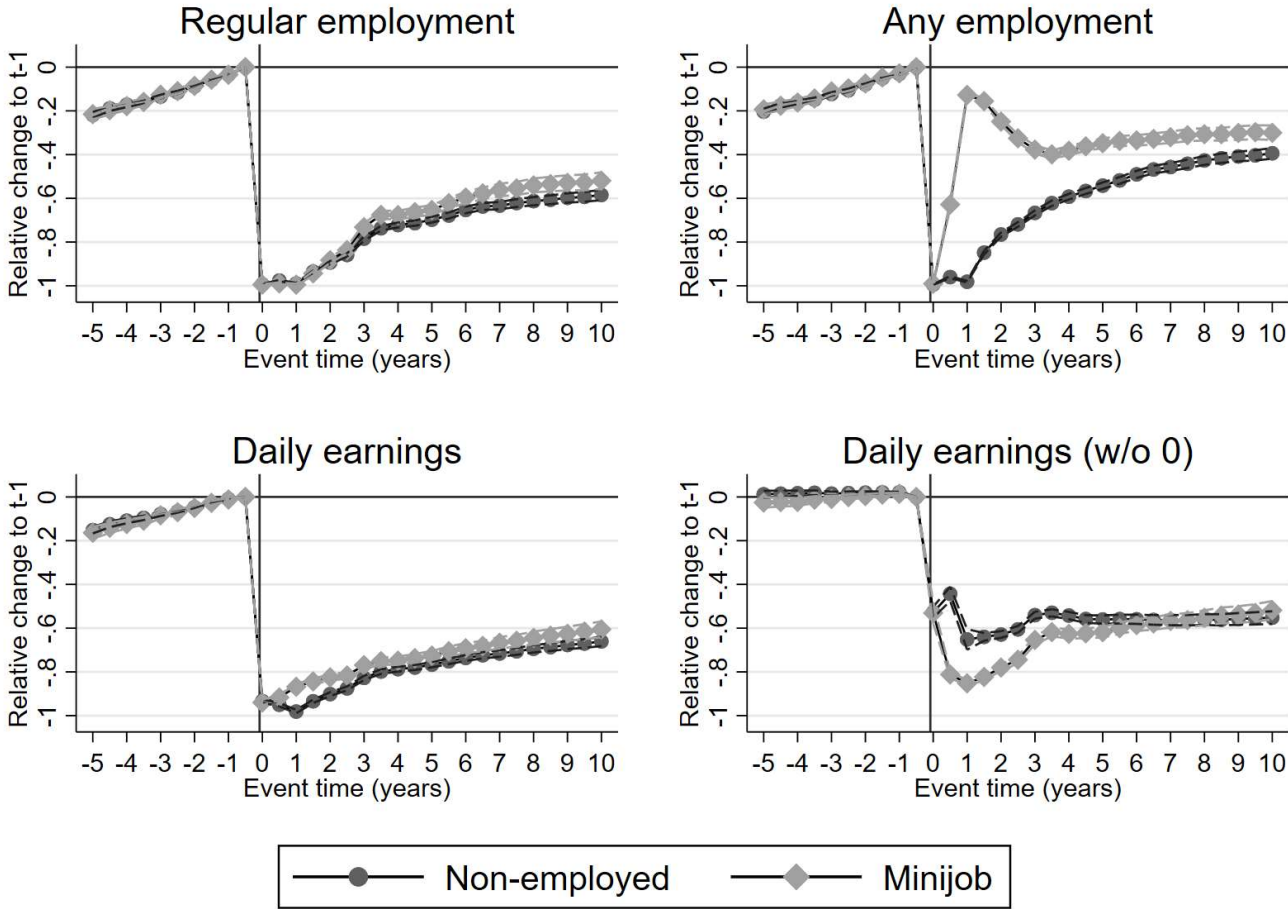 Regular employment
Relative change to t-1
0
-.2
-.4
-.6
-.8
-1
-5 -4 -3 -2 -1 0 1 2 3 4 5 6 7 8 9 10
Event time (years)
Any employment
Relative change to t-1
0
-.2
-.4
-.6
-.8
-1
-5 -4 -3 -2 -1 0 1 2 3 4 5 6 7 8 9 10
Event time (years)
Daily earnings
Relative change to t-1
0
-.2
-.4
-.6
-.8
-1
-5 -4 -3 -2 -1 0 1 2 3 4 5 6 7 8 9 10
Event time (years)
Daily earnings (w/o 0)
Relative change to t-1
0
-.2
-.4
-.6
-.8
-1
-5 -4 -3 -2 -1 0 1 2 3 4 5 6 7 8 9 10
Event time (years)
Non-employed Minijob